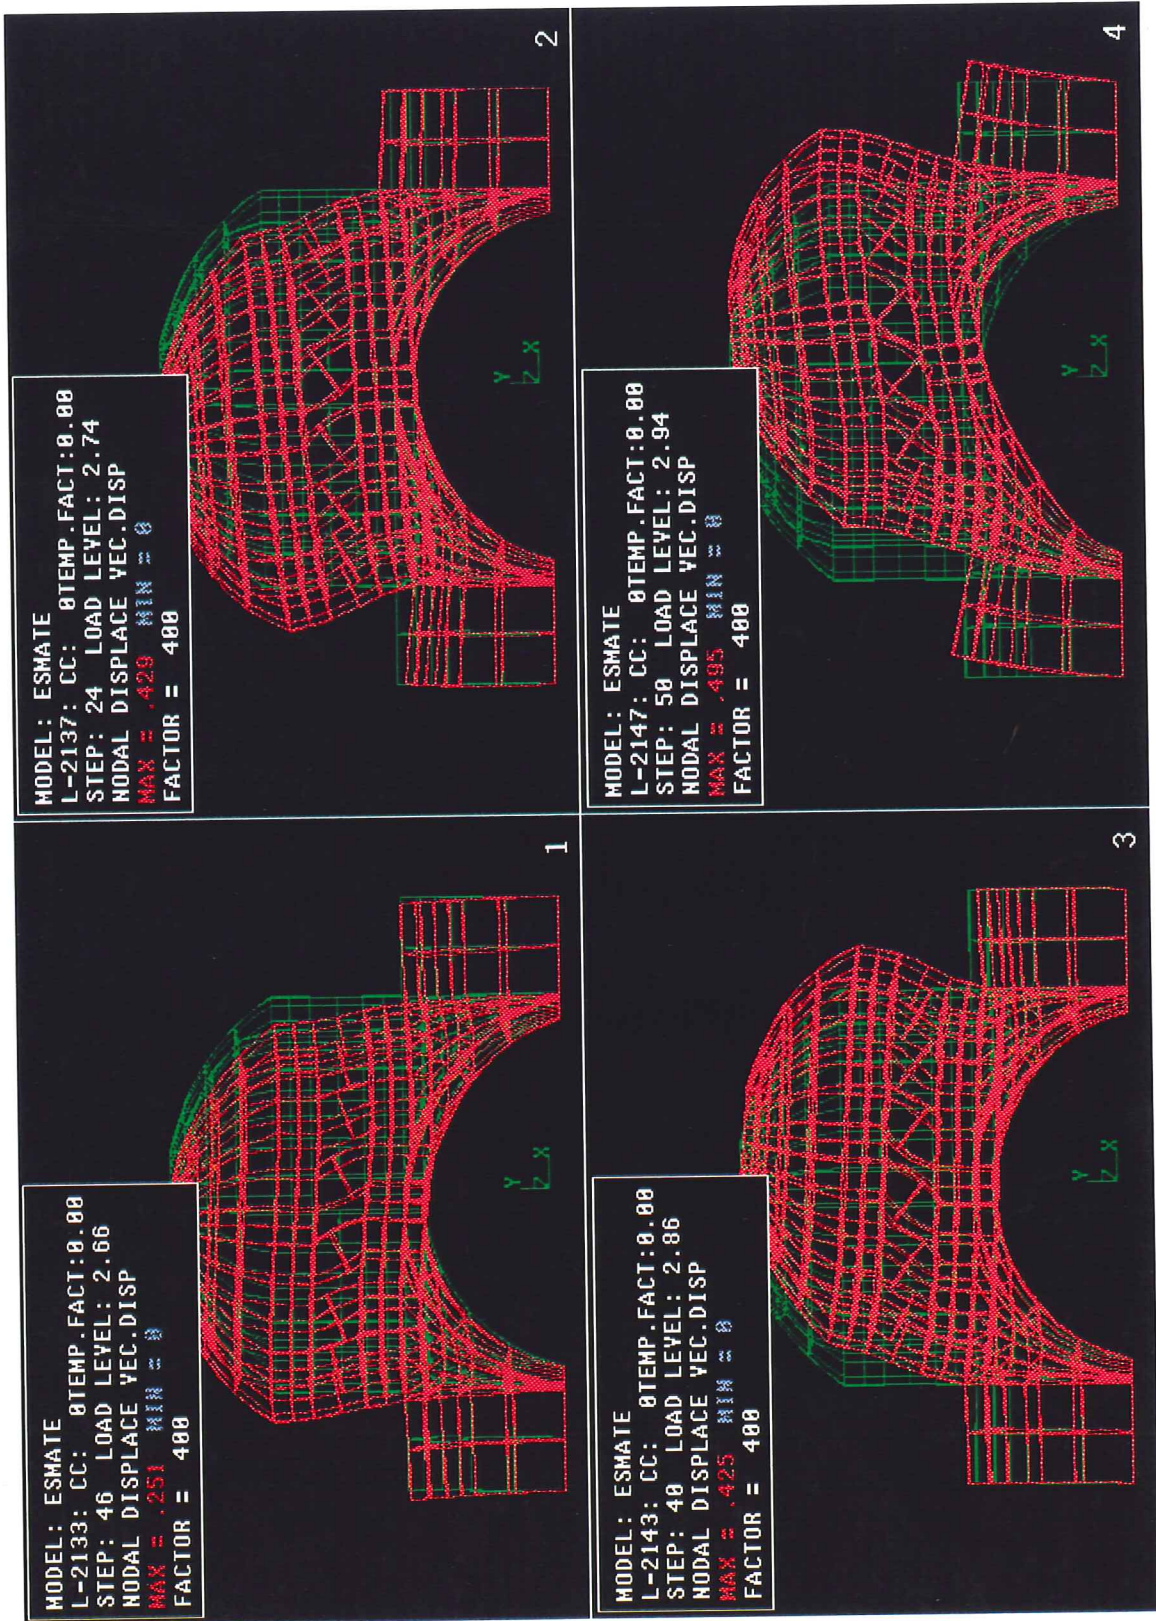 MODEL: ESMATE
L-2133: CC: 0TEMP.FACT:0.00
STEP: 46 LOAD LEVEL: 2.66
NODAL DISPLACE VEC.DISP
MAX = .251 MIN = 0
FACTOR = 400
Y
Z X
1
MODEL: ESMATE
L-2137: CC: 0TEMP.FACT:0.00
STEP: 24 LOAD LEVEL: 2.74
NODAL DISPLACE VEC.DISP
MAX = .429 MIN = 0
FACTOR = 400
Y
Z X
2
MODEL: ESMATE
L-2143: CC: 0TEMP.FACT:0.00
STEP: 40 LOAD LEVEL: 2.86
NODAL DISPLACE VEC.DISP
MAX = .425 MIN = 0
FACTOR = 400
Y
Z X
3
MODEL: ESMATE
L-2147: CC: 0TEMP.FACT:0.00
STEP: 50 LOAD LEVEL: 2.94
NODAL DISPLACE VEC.DISP
MAX = .495 MIN = 0
FACTOR = 400
Y
Z X
4